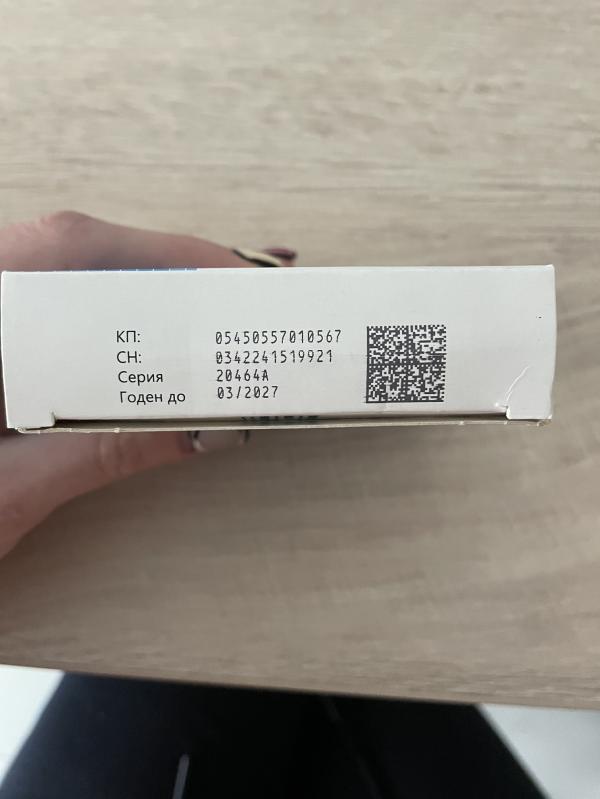 КП: 05450557010567
СН: 0342241519921
Серия 20464A
Годен до 03/2027